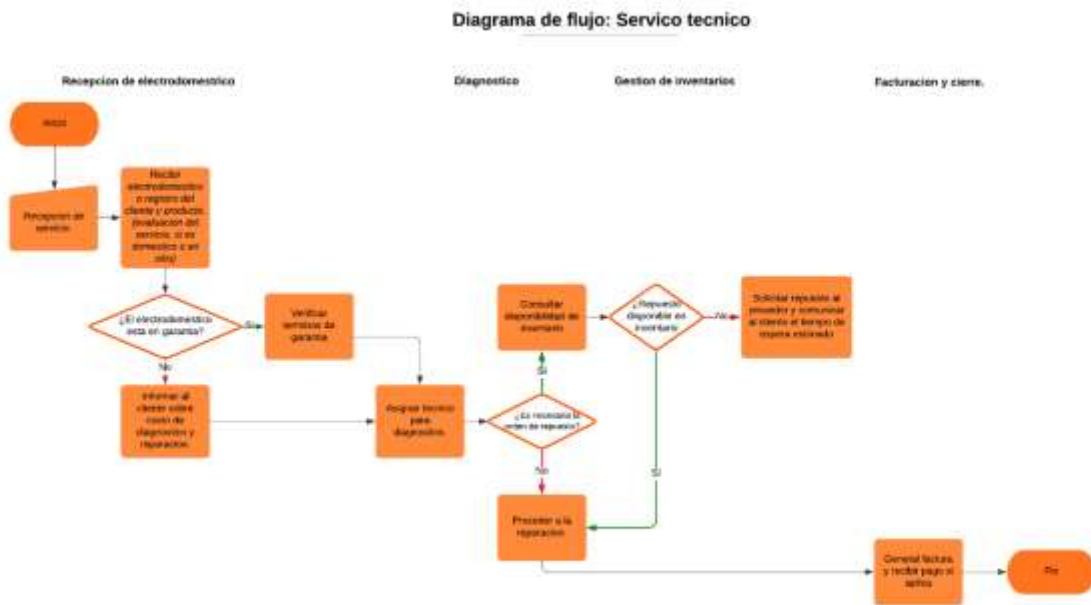 Diagrama de flujo: Servico tecnico
Recepcion de electrodomestrico
Diagnostico
Gestion de inventarios
Facturacion y cierre.
Inicio
Recepcion de
servicio
Recibir
electrodomestico
o registro del
cliente y producto.
(evaluacion del
servicio, si es
domestico o en
sitio)
¿El electrodomestico
esta en garantia?
Si
Verificar
terminos de
garantia
No
Informar al
cliente sobre
costo de
diagnostico y
reparacion
Asignar tecnico
para
diagnostico
¿Es necesaria la
orden de repuesto?
Si
Consultar
disponibilidad de
inventario
¿Repuesto
disponible en
inventario
No
Solicitar repuesto al
proveedor y comunicar
al cliente el tiempo de
espera estimado
Si
No
Proceder a la
reparacion
General factura
y recibir pago si
aplica
Fin